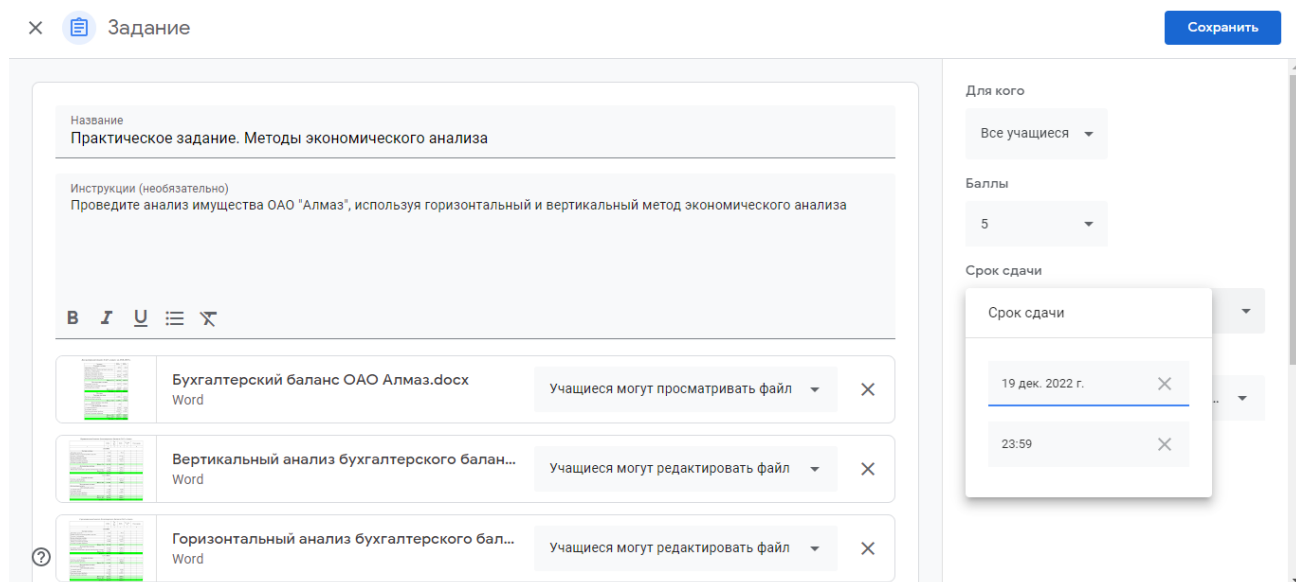 Задание
Сохранить
Название
Практическое задание. Методы экономического анализа
Инструкции (необязательно)
Проведите анализ имущества ОАО "Алмаз", используя горизонтальный и вертикальный метод экономического анализа
B I U
Бухгалтерский баланс ОАО Алмаз.docx
Word
Учащиеся могут просматривать файл
Вертикальный анализ бухгалтерского балан...
Word
Учащиеся могут редактировать файл
Горизонтальный анализ бухгалтерского бал...
Word
Учащиеся могут редактировать файл
Для кого
Все учащиеся
Баллы
5
Срок сдачи
Срок сдачи
19 дек. 2022 г.
23:59
..